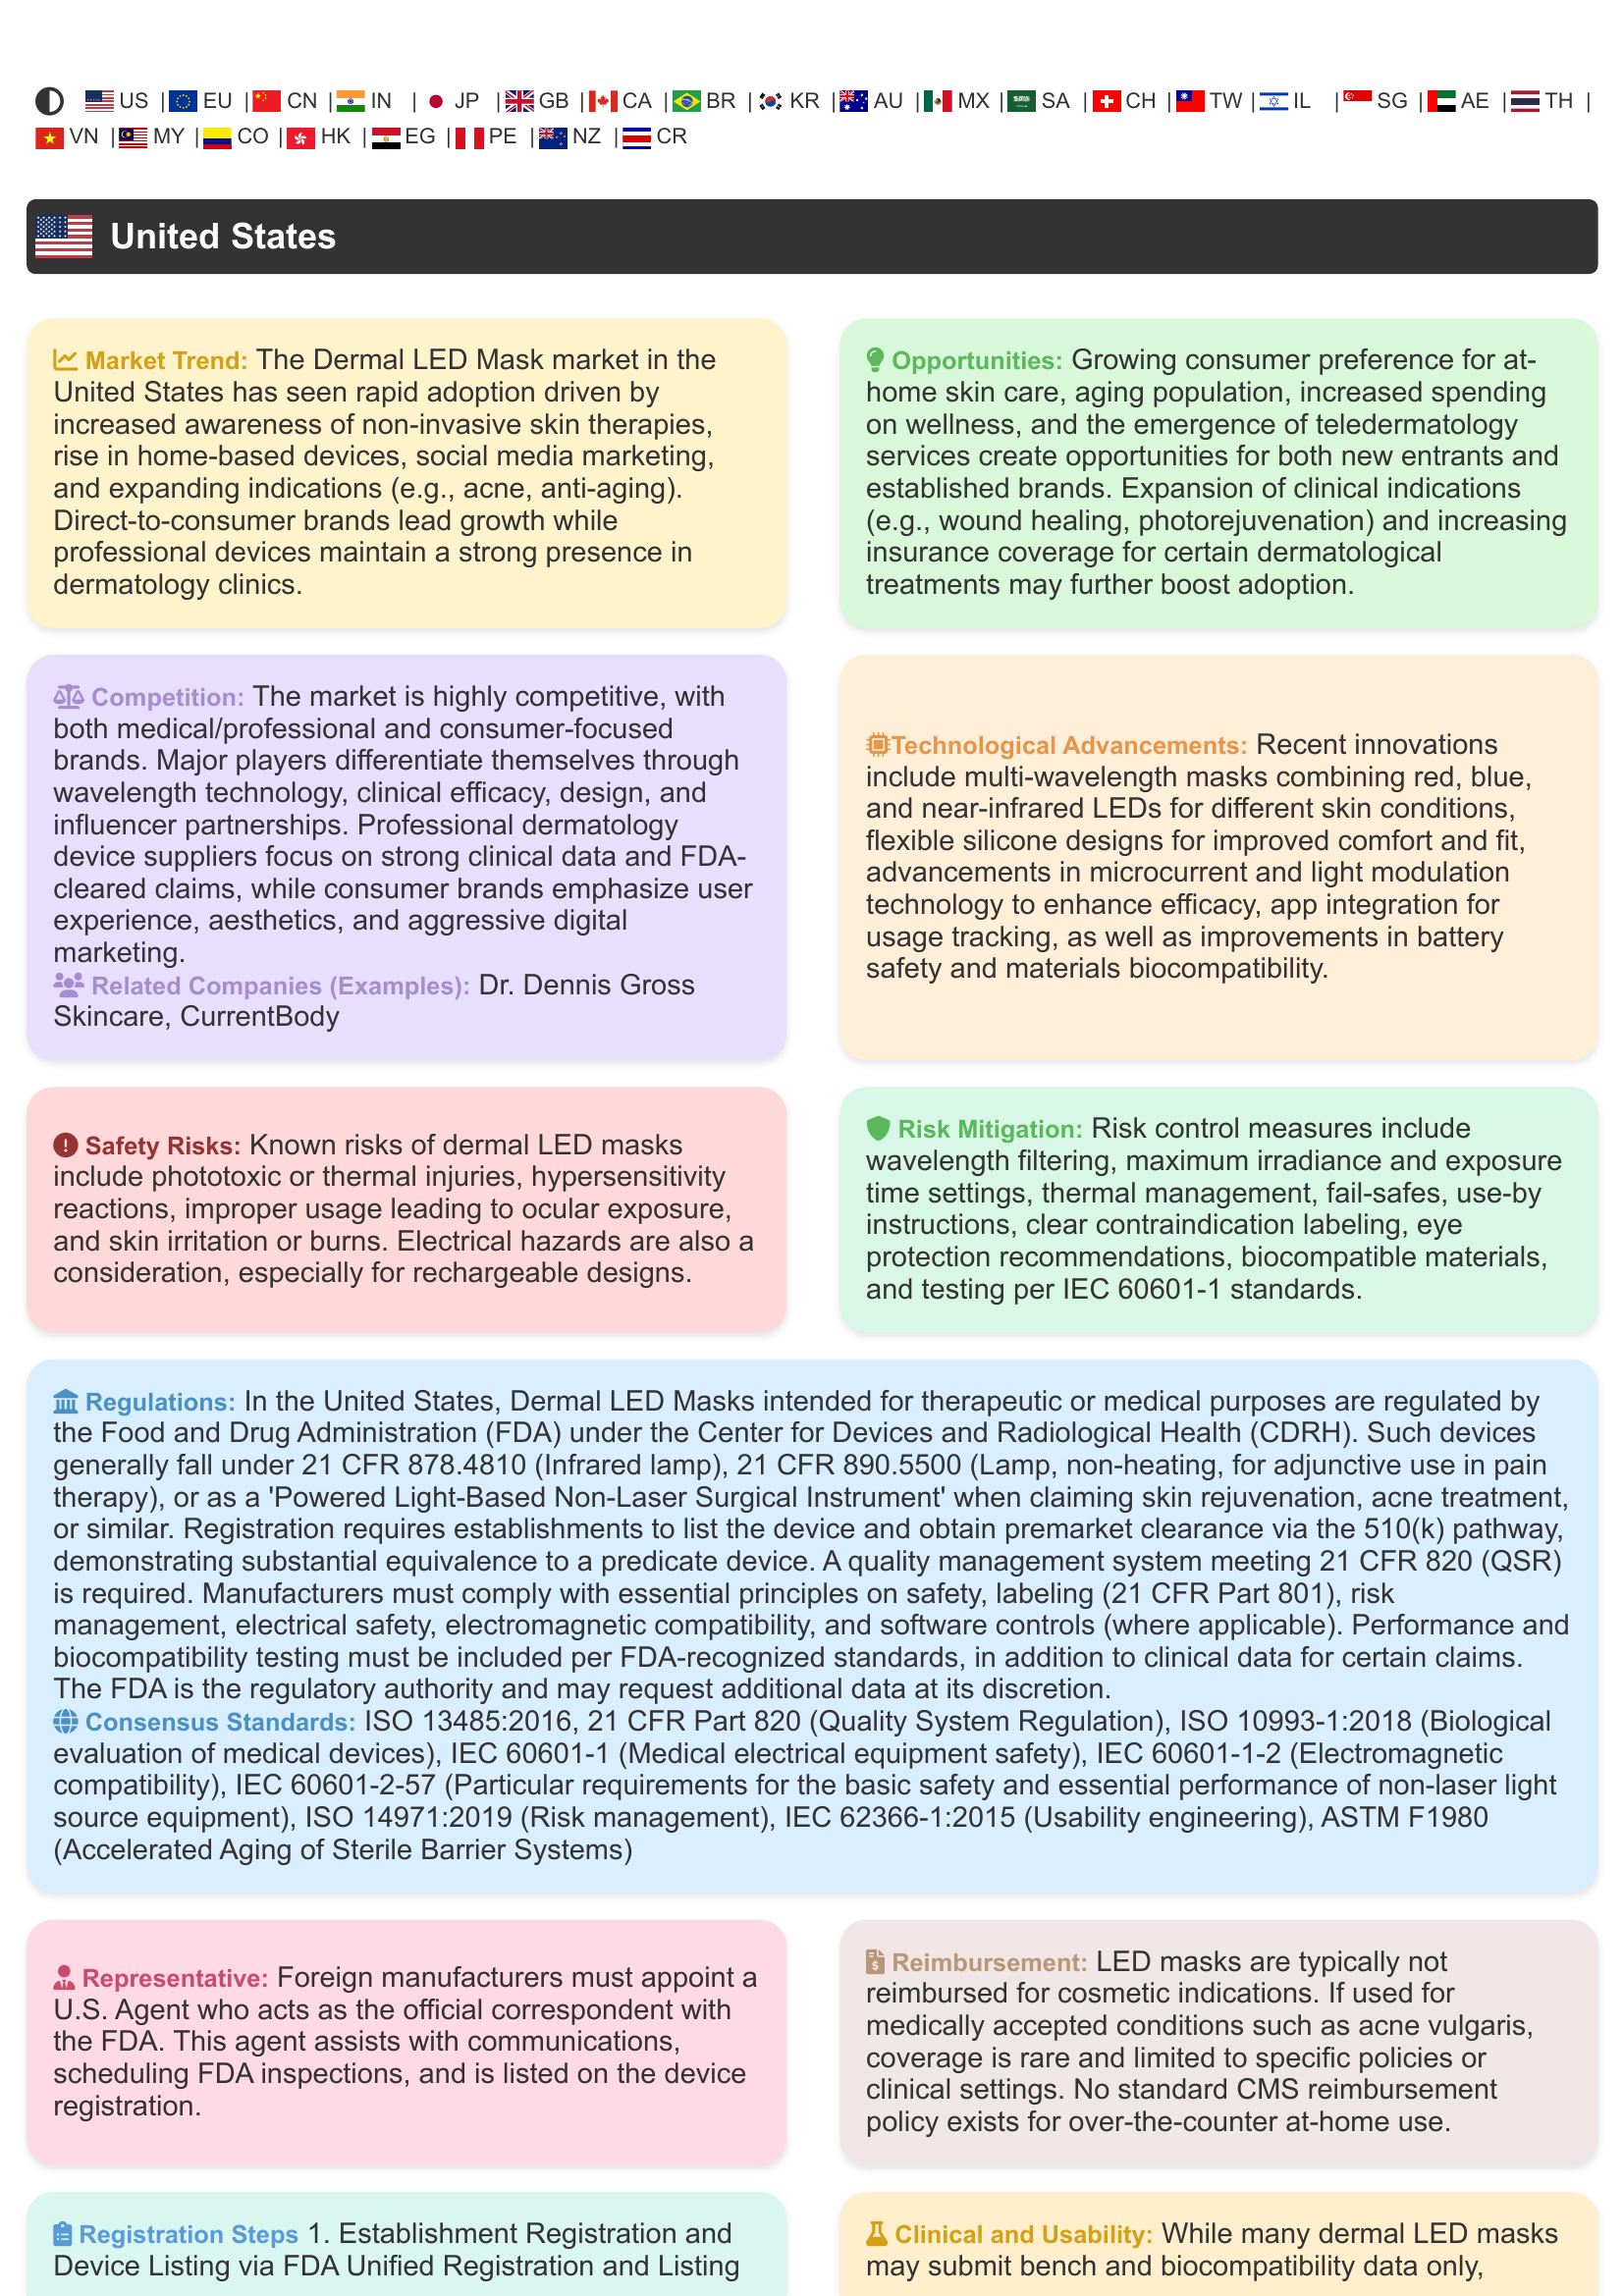 US | EU | CN | IN | JP | GB | CA | BR | KR | AU | MX | SA | CH | TW | IL | SG | AE | TH |
VN | MY | CO | HK | EG | PE | NZ | CR
United States
Market Trend: The Dermal LED Mask market in the
United States has seen rapid adoption driven by
increased awareness of non-invasive skin therapies,
rise in home-based devices, social media marketing,
and expanding indications (e.g., acne, anti-aging).
Direct-to-consumer brands lead growth while
professional devices maintain a strong presence in
dermatology clinics.
Opportunities: Growing consumer preference for at-
home skin care, aging population, increased spending
on wellness, and the emergence of teledermatology
services create opportunities for both new entrants and
established brands. Expansion of clinical indications
(e.g., wound healing, photorejuvenation) and increasing
insurance coverage for certain dermatological
treatments may further boost adoption.
Competition: The market is highly competitive, with
both medical/professional and consumer-focused
brands. Major players differentiate themselves through
wavelength technology, clinical efficacy, design, and
influencer partnerships. Professional dermatology
device suppliers focus on strong clinical data and FDA-
cleared claims, while consumer brands emphasize user
experience, aesthetics, and aggressive digital
marketing.
Related Companies (Examples): Dr. Dennis Gross
Skincare, CurrentBody
Technological Advancements: Recent innovations
include multi-wavelength masks combining red, blue,
and near-infrared LEDs for different skin conditions,
flexible silicone designs for improved comfort and fit,
advancements in microcurrent and light modulation
technology to enhance efficacy, app integration for
usage tracking, as well as improvements in battery
safety and materials biocompatibility.
Safety Risks: Known risks of dermal LED masks
include phototoxic or thermal injuries, hypersensitivity
reactions, improper usage leading to ocular exposure,
and skin irritation or burns. Electrical hazards are also a
consideration, especially for rechargeable designs.
Risk Mitigation: Risk control measures include
wavelength filtering, maximum irradiance and exposure
time settings, thermal management, fail-safes, use-by
instructions, clear contraindication labeling, eye
protection recommendations, biocompatible materials,
and testing per IEC 60601-1 standards.
Regulations: In the United States, Dermal LED Masks intended for therapeutic or medical purposes are regulated by
the Food and Drug Administration (FDA) under the Center for Devices and Radiological Health (CDRH). Such devices
generally fall under 21 CFR 878.4810 (Infrared lamp), 21 CFR 890.5500 (Lamp, non-heating, for adjunctive use in pain
therapy), or as a 'Powered Light-Based Non-Laser Surgical Instrument' when claiming skin rejuvenation, acne treatment,
or similar. Registration requires establishments to list the device and obtain premarket clearance via the 510(k) pathway,
demonstrating substantial equivalence to a predicate device. A quality management system meeting 21 CFR 820 (QSR)
is required. Manufacturers must comply with essential principles on safety, labeling (21 CFR Part 801), risk
management, electrical safety, electromagnetic compatibility, and software controls (where applicable). Performance and
biocompatibility testing must be included per FDA-recognized standards, in addition to clinical data for certain claims.
The FDA is the regulatory authority and may request additional data at its discretion.
Consensus Standards: ISO 13485:2016, 21 CFR Part 820 (Quality System Regulation), ISO 10993-1:2018 (Biological
evaluation of medical devices), IEC 60601-1 (Medical electrical equipment safety), IEC 60601-1-2 (Electromagnetic
compatibility), IEC 60601-2-57 (Particular requirements for the basic safety and essential performance of non-laser light
source equipment), ISO 14971:2019 (Risk management), IEC 62366-1:2015 (Usability engineering), ASTM F1980
(Accelerated Aging of Sterile Barrier Systems)
Representative: Foreign manufacturers must appoint a
U.S. Agent who acts as the official correspondent with
the FDA. This agent assists with communications,
scheduling FDA inspections, and is listed on the device
registration.
Reimbursement: LED masks are typically not
reimbursed for cosmetic indications. If used for
medically accepted conditions such as acne vulgaris,
coverage is rare and limited to specific policies or
clinical settings. No standard CMS reimbursement
policy exists for over-the-counter at-home use.
Registration Steps 1. Establishment Registration and
Device Listing via FDA Unified Registration and Listing
Clinical and Usability: While many dermal LED masks
may submit bench and biocompatibility data only,